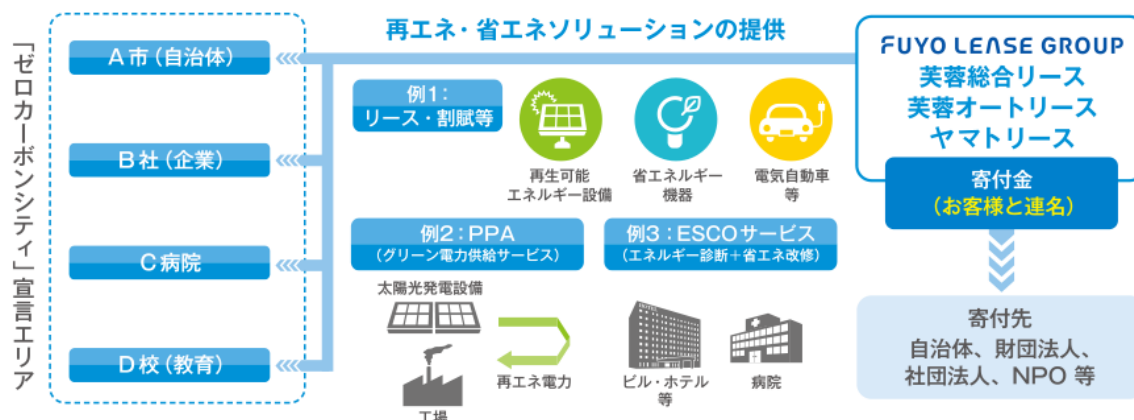 「ゼロカーボンシティ」宣言エリア
A市（自治体）
B社（企業）
C病院
D校（教育）
再エネ・省エネソリューションの提供
例1：
リース・割賦等
再生可能
エネルギー設備
省エネルギー
機器
電気自動車
等
例2：PPA
（グリーン電力供給サービス）
太陽光発電設備
工場
再エネ電力
例3：ESCOサービス
（エネルギー診断＋省エネ改修）
ビル・ホテル
等
病院
FUYO LEASE GROUP
芙蓉総合リース
芙蓉オートリース
ヤマトリース
寄付金
（お客様と連名）
寄付先
自治体、財団法人、
社団法人、NPO 等